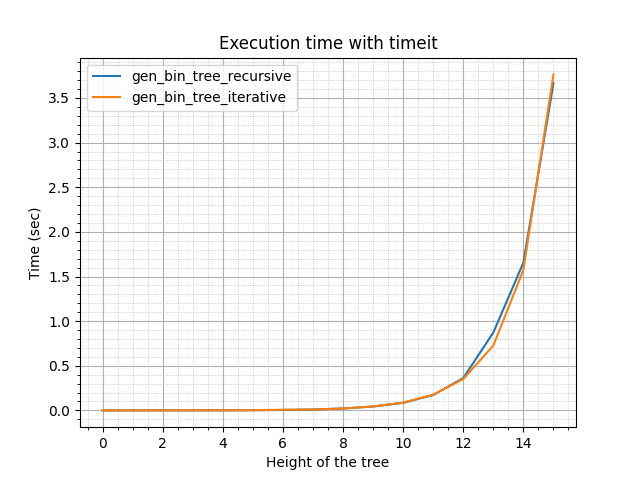 Execution time with timeit
gen_bin_tree_recursive
gen_bin_tree_iterative
Time (sec)
3.5
3.0
2.5
2.0
1.5
1.0
0.5
0.0
0 2 4 6 8 10 12 14
Height of the tree